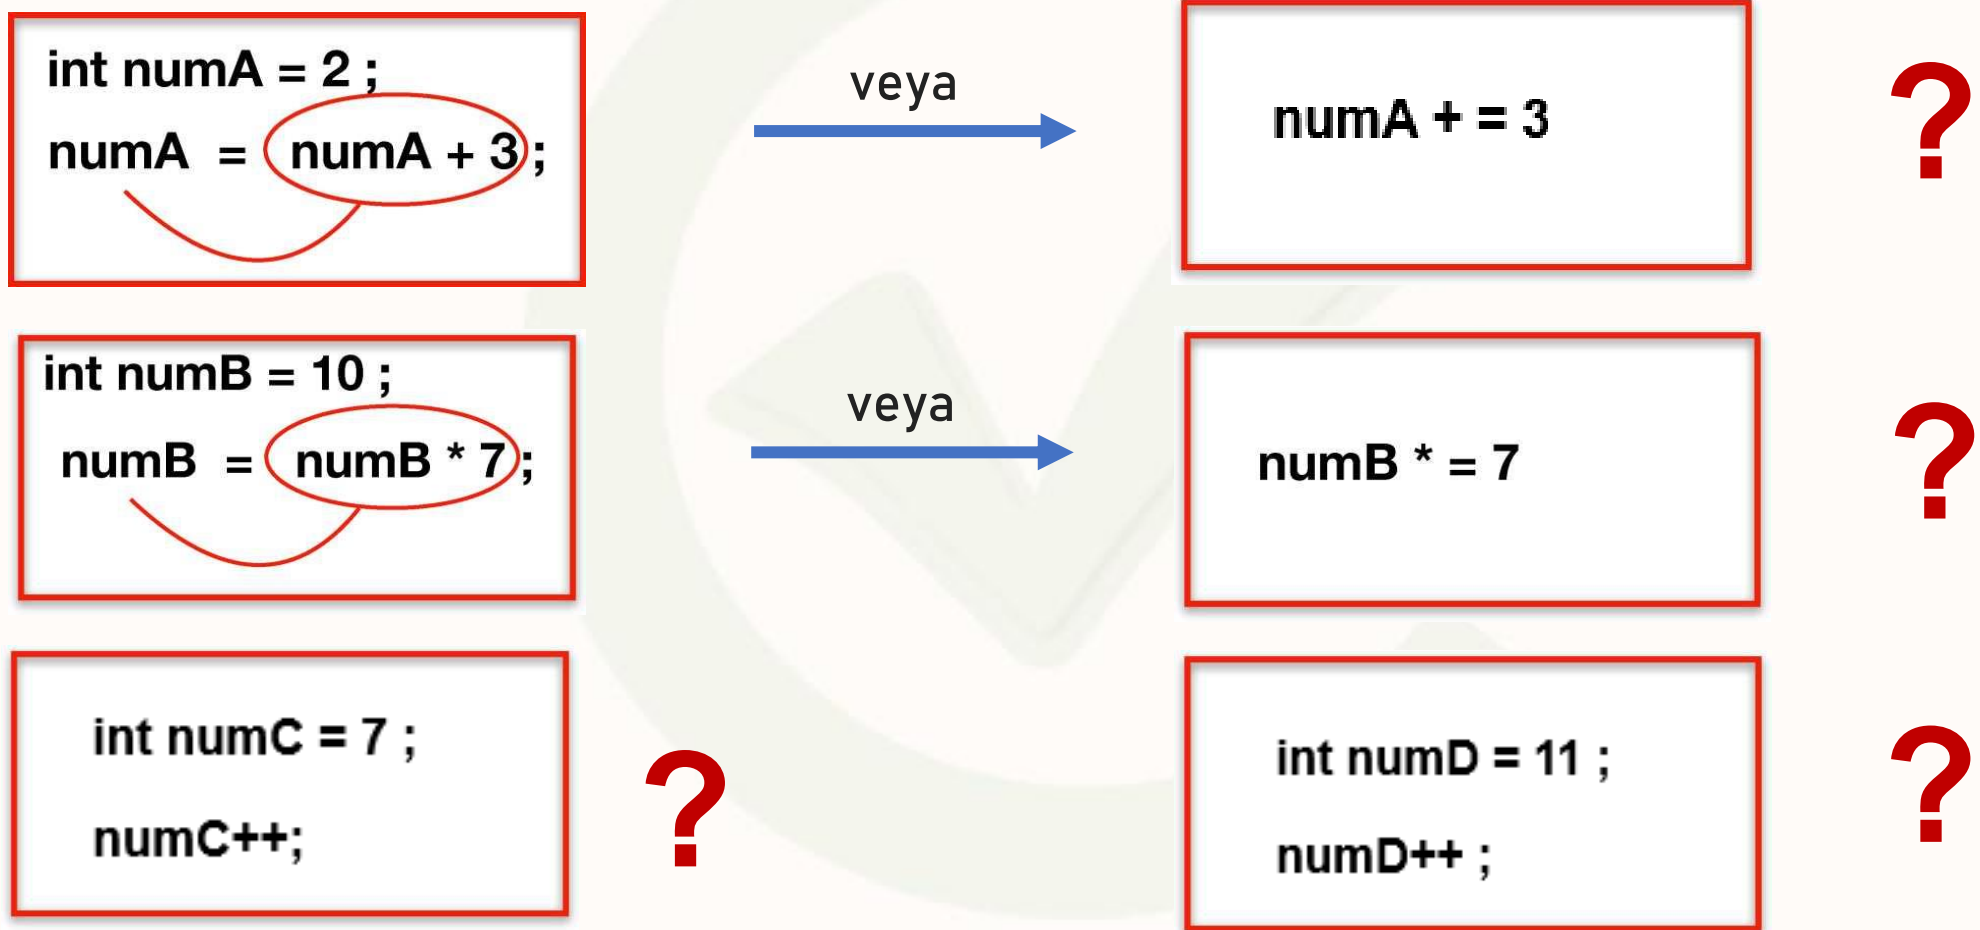 int numA = 2 ;
numA = numA + 3 ;
veya
numA + = 3
?
int numB = 10 ;
numB = numB * 7 ;
veya
numB * = 7
?
int numC = 7 ;
numC++;
?
int numD = 11 ;
numD++ ;
?